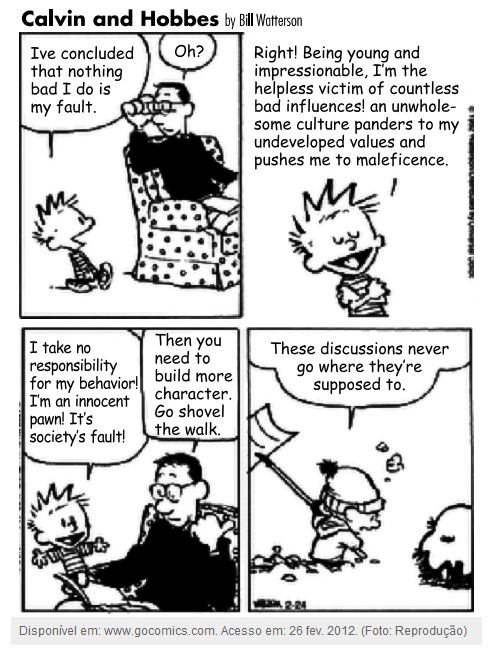 Calvin and Hobbes by Bill Watterson
Ive concluded
that nothing
bad I do is
my fault.
Oh?
Right! Being young and
impressionable, I'm the
helpless victim of countless
bad influences! an unwhole-
some culture panders to my
undeveloped values and
pushes me to maleficence.
I take no
responsibility
for my behavior!
I'm an innocent
pawn! It's
society's fault!
Then you
need to
build more
character.
Go shovel
the walk.
These discussions never
go where they're
supposed to.
2-24
Disponível em: www.gocomics.com. Acesso em: 26 fev. 2012. (Foto: Reprodução)